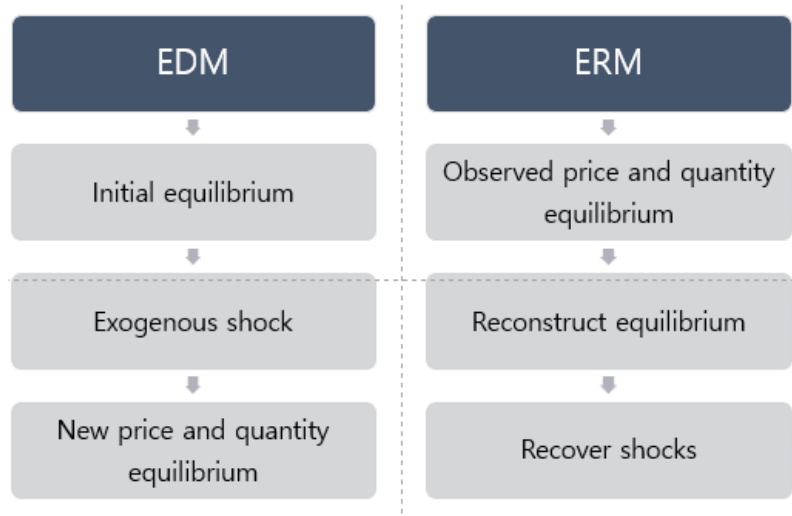 EDM
Initial equilibrium
Exogenous shock
New price and quantity
equilibrium
ERM
Observed price and quantity
equilibrium
Reconstruct equilibrium
Recover shocks